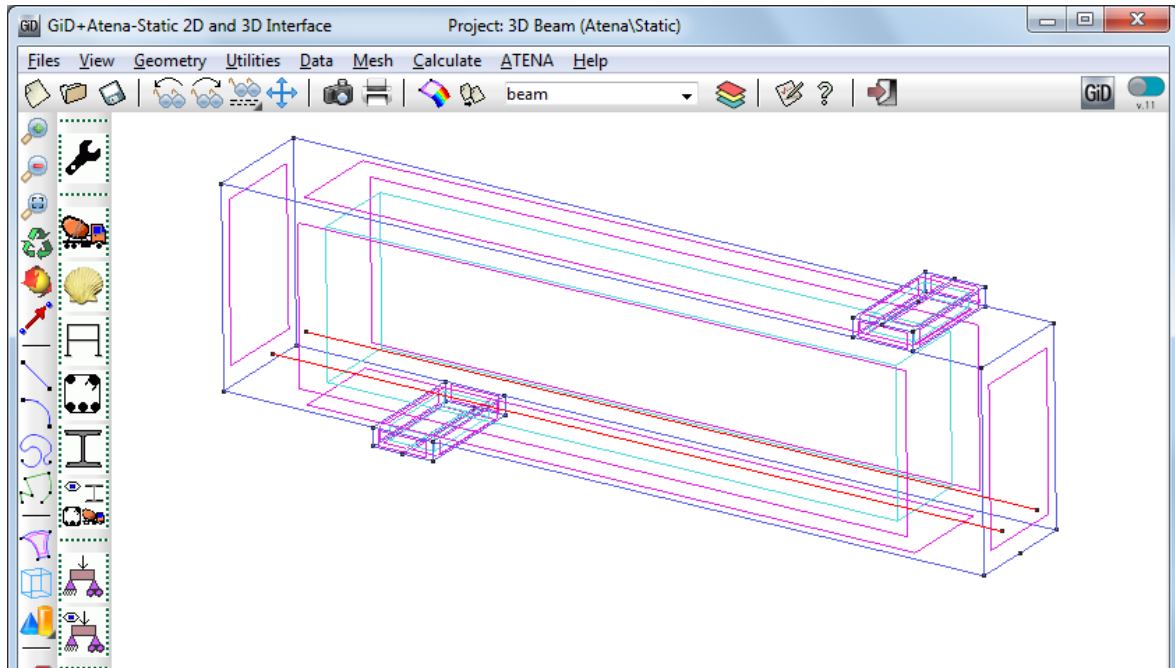 GiD GiD+Atena-Static 2D and 3D Interface Project: 3D Beam (Atena\Static)
Files View Geometry Utilities Data Mesh Calculate ATENA Help
beam GiD
v.11